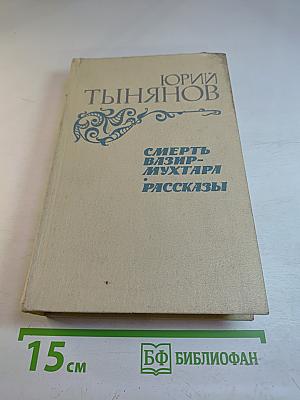 ЮРИЙ
ТЫНЯНОВ
СМЕРТЬ
ВАЗИР-
МУХТАРА
•
РАССКАЗЫ
15 см
БФ БИБЛИОФАН